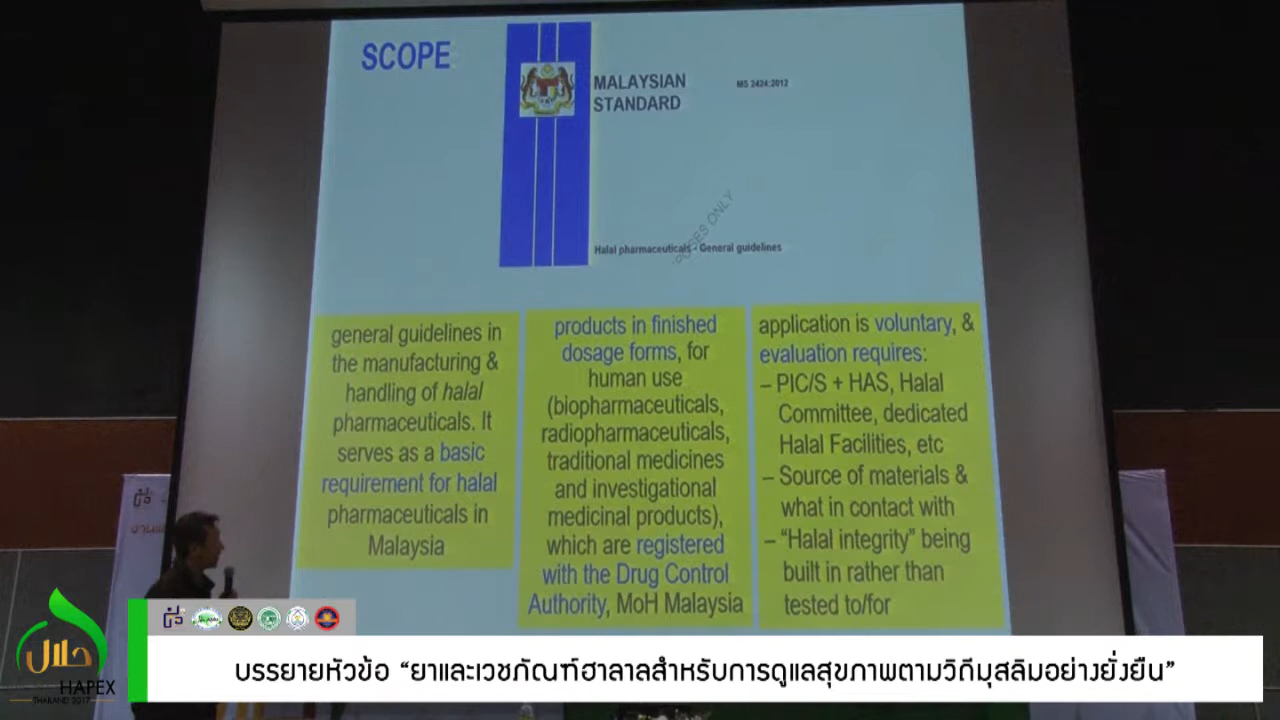 SCOPE
MALAYSIAN
STANDARD
MS 2424:2012
SES ONLY
Halal pharmaceuticals - General guidelines
general guidelines in
the manufacturing &
handling of halal
pharmaceuticals. It
serves as a basic
requirement for halal
pharmaceuticals in
Malaysia
products in finished
dosage forms, for
human use
(biopharmaceuticals,
radiopharmaceuticals,
traditional medicines
and investigational
medicinal products),
which are registered
with the Drug Control
Authority, MoH Malaysia
application is voluntary, &
evaluation requires:
– PIC/S + HAS, Halal
Committee, dedicated
Halal Facilities, etc
– Source of materials &
what in contact with
– “Halal integrity” being
built in rather than
tested to/for
حلال
HAPEX
THAILAND 2017
บรรยายหัวข้อ “ยาและเวชภัณฑ์ฮาลาลสำหรับการดูแลสุขภาพตามวิถีมุสลิมอย่างยั่งยืน”